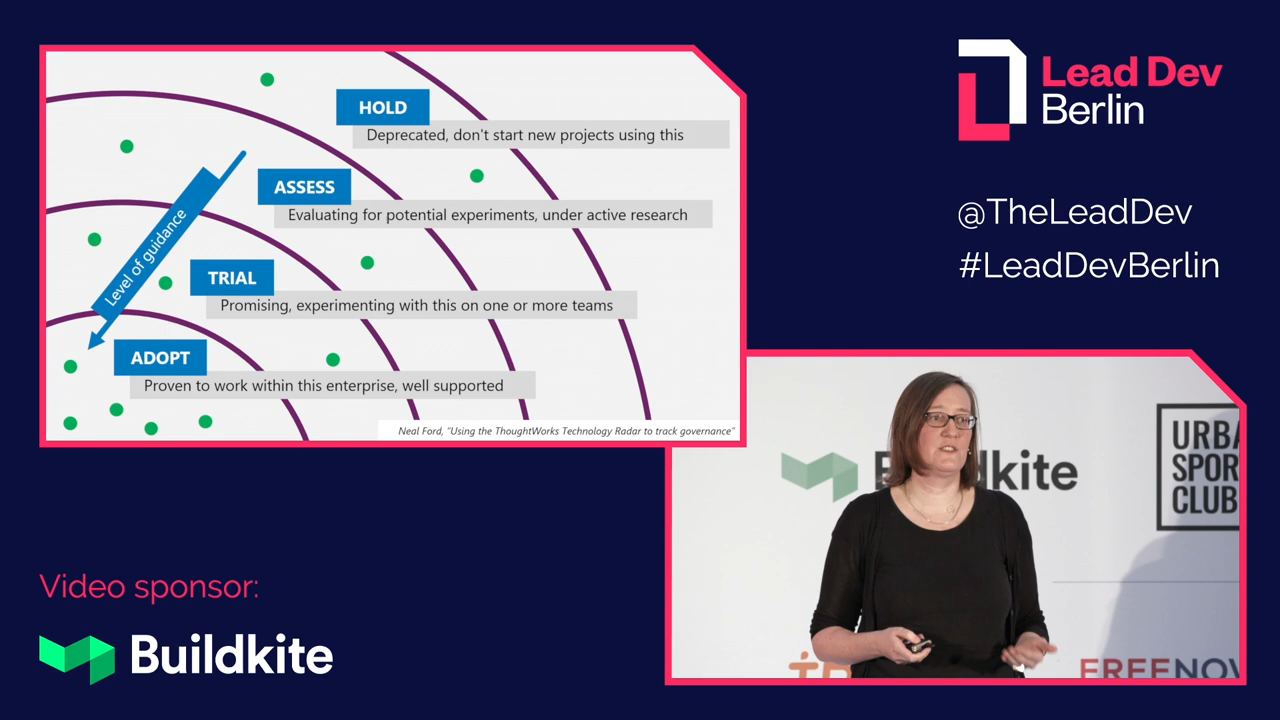 HOLD
Deprecated, don't start new projects using this
ASSESS
Evaluating for potential experiments, under active research
Level of guidance
TRIAL
Promising, experimenting with this on one or more teams
ADOPT
Proven to work within this enterprise, well supported
Neal Ford, "Using the ThoughtWorks Technology Radar to track governance"
Lead Dev
Berlin
@TheLeadDev
#LeadDevBerlin
kite
URBA
SPOR
CLUB
FREENOW
Video sponsor:
Buildkite